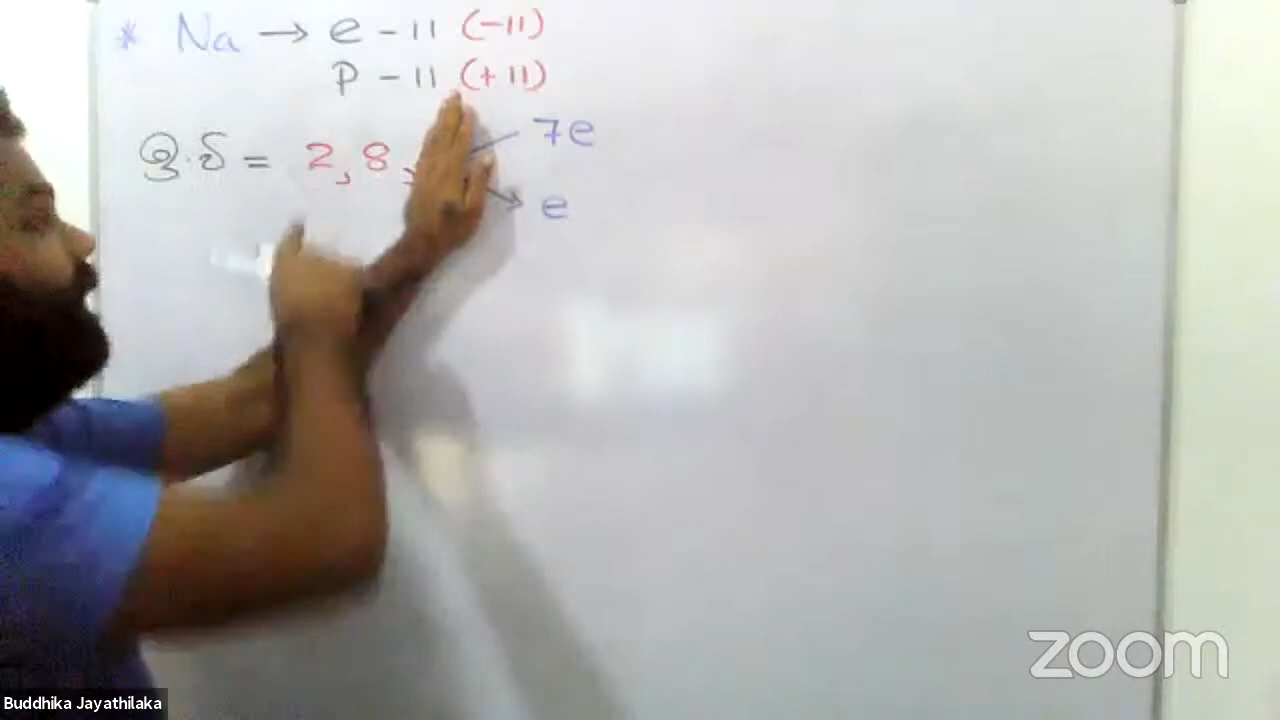 * Na → e - 11 (-11)
P - 11 (+11)
ඉ.වි = 2, 8,
7e
e
zoom
Buddhika Jayathilaka